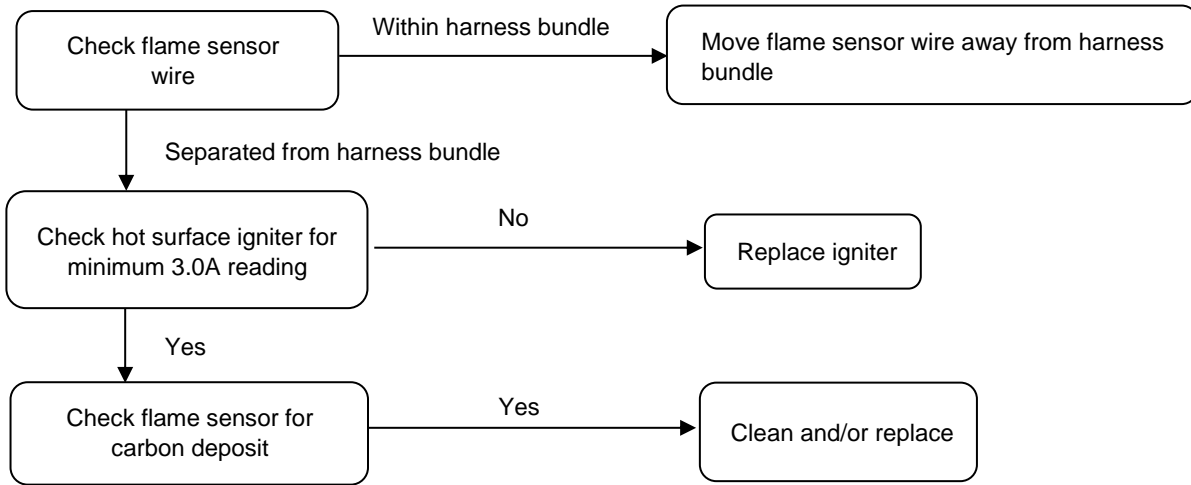 Check flame sensor
wire
Within harness bundle
Move flame sensor wire away from harness
bundle
Separated from harness bundle
Check hot surface igniter for
minimum 3.0A reading
No
Replace igniter
Yes
Check flame sensor for
carbon deposit
Yes
Clean and/or replace